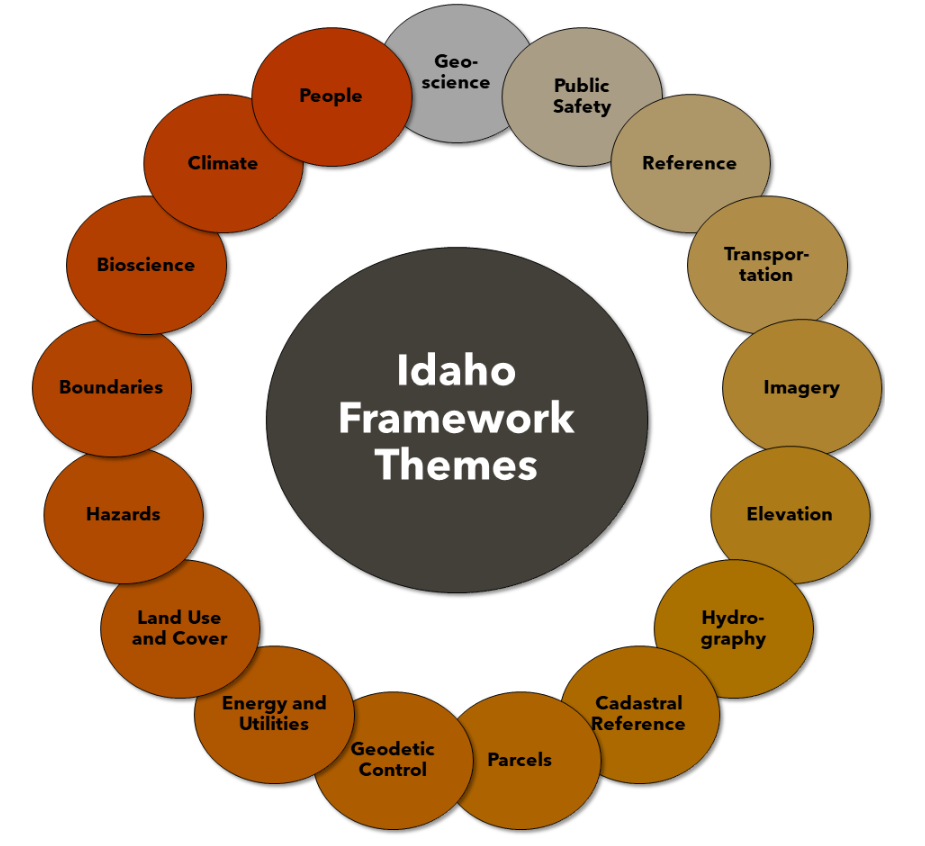 Geo-
science
Public
Safety
Reference
Transpor-
tation
Imagery
Elevation
Hydro-
graphy
Cadastral
Reference
Parcels
Geodetic
Control
Energy and
Utilities
Land Use
and Cover
Hazards
Boundaries
Bioscience
Climate
People
Idaho
Framework
Themes